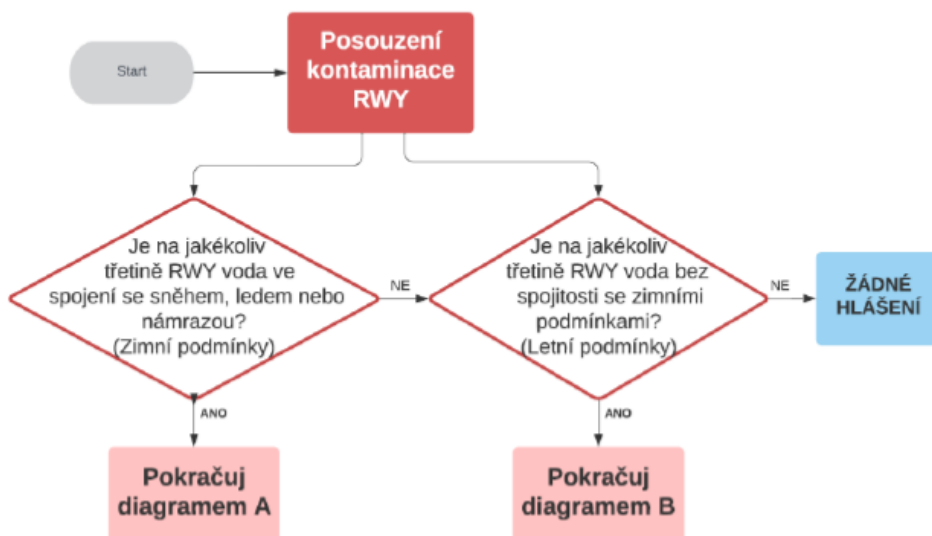 Start
Posouzení
kontaminace
RWY
Je na jakékoliv
třetině RWY voda ve
spojení se sněhem, ledem nebo
námrazou?
(Zimní podmínky)
NE
Je na jakékoliv
třetině RWY voda bez
spojitosti se zimními
podmínkami?
(Letní podmínky)
NE
ŽÁDNÉ
HLÁŠENÍ
ANO
ANO
Pokračuj
diagramem A
Pokračuj
diagramem B